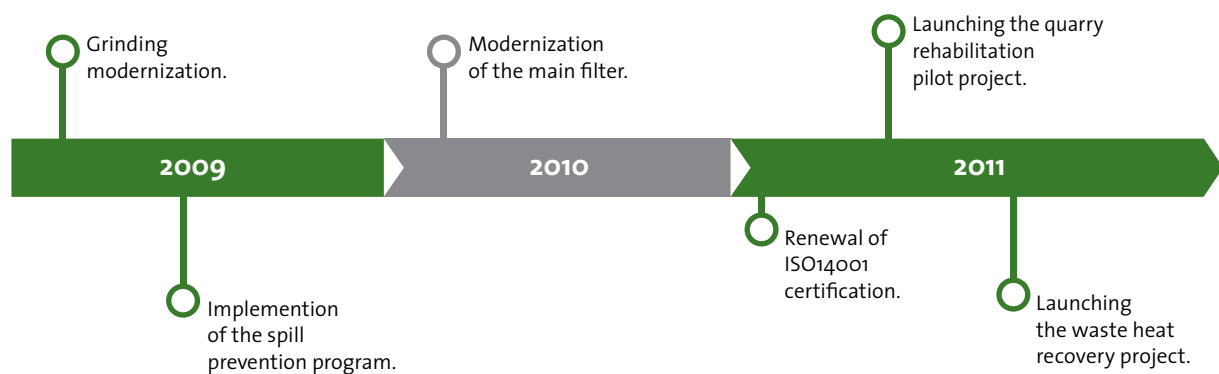 Grinding
modernization.
Modernization
of the main filter.
Launching the quarry
rehabilitation
pilot project.
2009
2010
2011
Implemention
of the spill
prevention program.
Renewal of
ISO14001
certification.
Launching
the waste heat
recovery project.